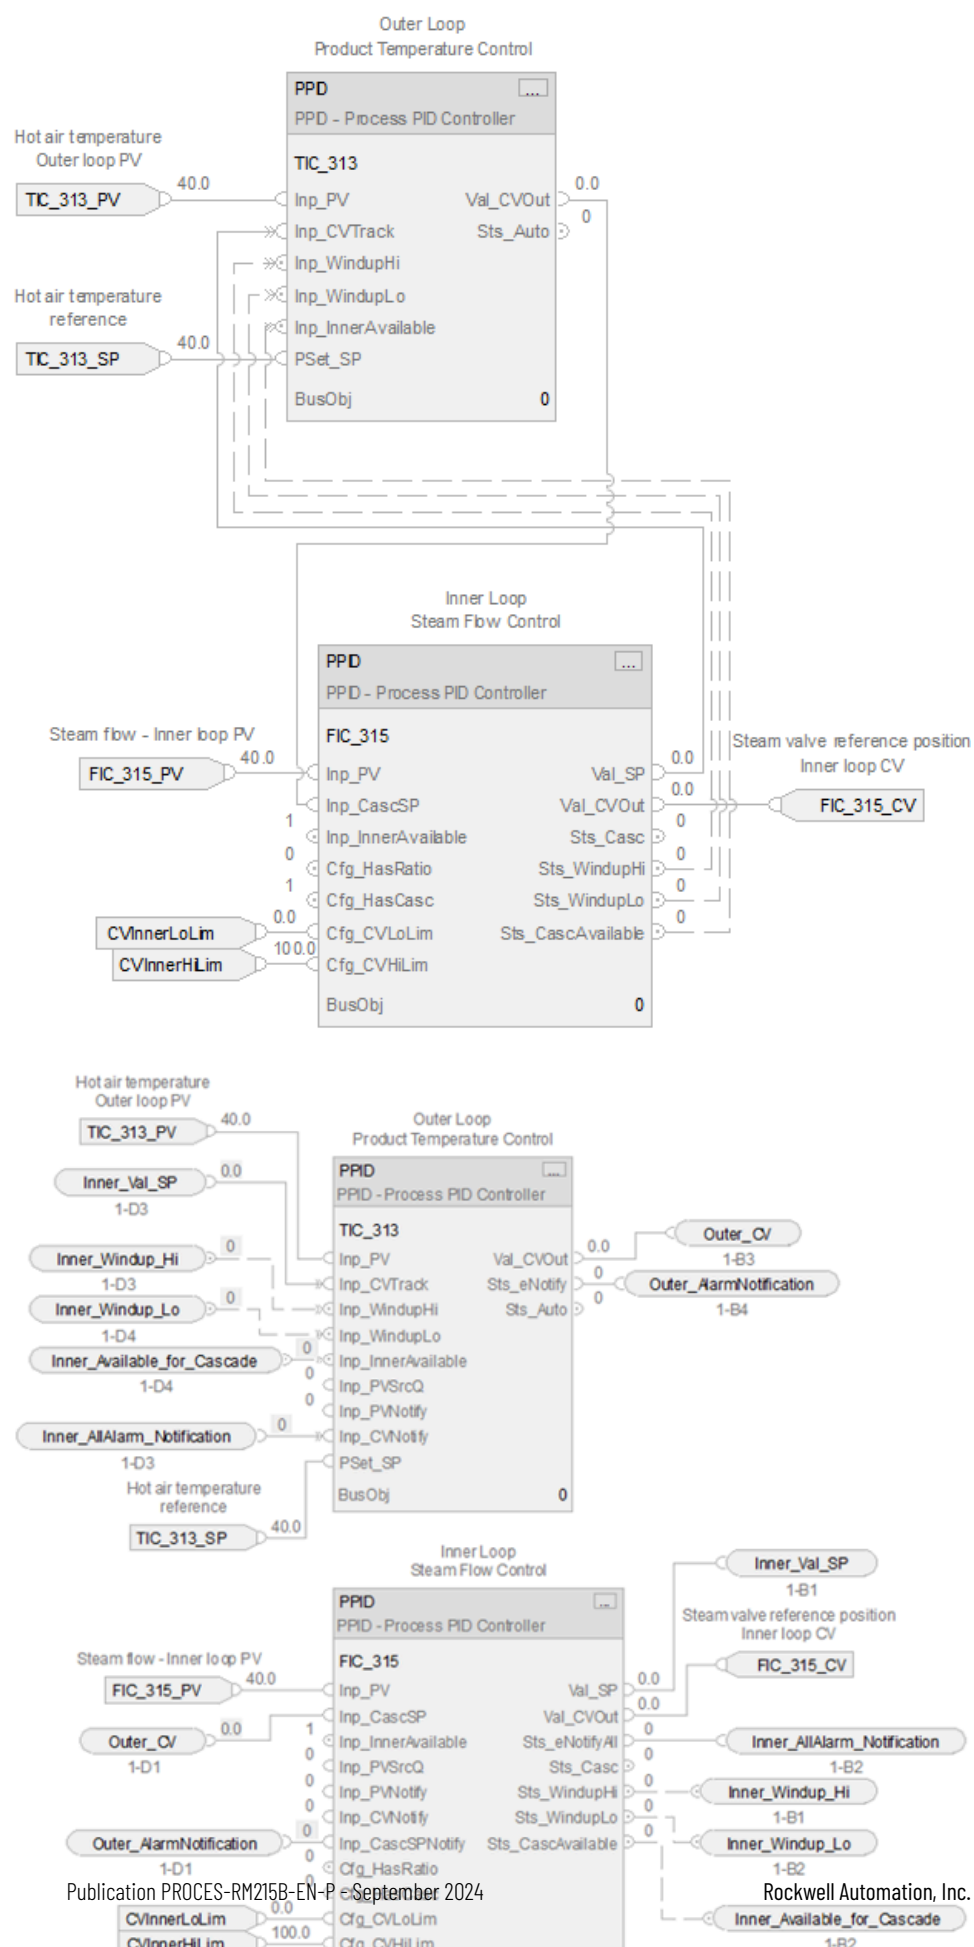 Outer Loop
Product Temperature Control
PPID
...
PPID - Process PID Controller
Hot air temperature
Outer loop PV
TIC_313
TIC_313_PV
40.0
Inp_PV
Val_CVOut
0.0
Inp_CVTrack
Sts_Auto
0
Inp_WindupHi
Hot air temperature
reference
Inp_WindupLo
Inp_InnerAvailable
TIC_313_SP
40.0
PSet_SP
BusObj
0
Inner Loop
Steam Flow Control
PPID
...
PPID - Process PID Controller
Steam flow - Inner loop PV
FIC_315
Steam valve reference position
Inner loop CV
FIC_315_PV
40.0
Inp_PV
Val_SP
0.0
Inp_CascSP
Val_CVOut
0.0
FIC_315_CV
1
Inp_InnerAvailable
Sts_Casc
0
0
Cfg_HasRatio
Sts_WindupHi
0
1
Cfg_HasCasc
Sts_WindupLo
0
CVInnerLoLim
0.0
Cfg_CVLoLim
Sts_CascAvailable
0
CVInnerHiLim
100.0
Cfg_CVHiLim
BusObj
0
Hot air temperature
Outer loop PV
TIC_313_PV
40.0
Outer Loop
Product Temperature Control
PPID
...
PPID - Process PID Controller
Inner_Val_SP
0.0
1-D3
TIC_313
Inner_Windup_Hi
0
1-D3
Inp_PV
Val_CVOut
0.0
Outer_CV
1-B3
Inp_CVTrack
Sts_eNotify
0
Outer_AlarmNotification
1-B4
Inner_Windup_Lo
0
1-D4
Inp_WindupHi
Sts_Auto
0
Inp_WindupLo
Inner_Available_for_Cascade
0
1-D4
Inp_InnerAvailable
0
Inp_PVSrcQ
0
Inp_PVNotify
Inner_AllAlarm_Notification
0
1-D3
Inp_CVNotify
PSet_SP
Hot air temperature
reference
TIC_313_SP
40.0
BusObj
0
Inner Loop
Steam Flow Control
Inner_Val_SP
1-B1
PPID
...
PPID - Process PID Controller
Steam valve reference position
Inner loop CV
FIC_315_CV
Steam flow - Inner loop PV
FIC_315
FIC_315_PV
40.0
Inp_PV
Val_SP
0.0
Outer_CV
0.0
1-D1
Inp_CascSP
Val_CVOut
0.0
1
Inp_InnerAvailable
Sts_eNotifyAll
0
Inner_AllAlarm_Notification
1-B2
0
Inp_PVSrcQ
Sts_Casc
0
0
Inp_PVNotify
Sts_WindupHi
0
Inner_Windup_Hi
1-B1
0
Inp_CVNotify
Sts_WindupLo
0
Inner_Windup_Lo
1-B2
Outer_AlarmNotification
0
1-D1
Inp_CascSPNotify
Sts_CascAvailable
0
Inner_Available_for_Cascade
1-B2
0
Cfg_HasRatio
0
Publication PROCES-RM215B-EN-P - September 2024
Rockwell Automation, Inc.
CVInnerLoLim
0.0
Cfg_CVLoLim
CVInnerHiLim
100.0
Cfg_CVHiLim